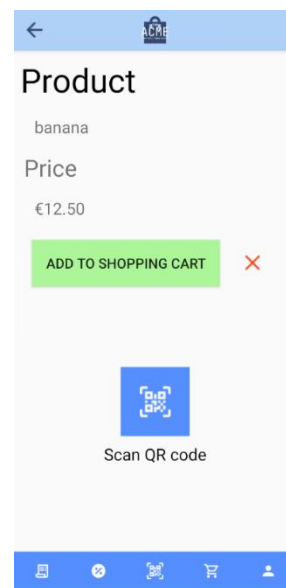 ACME
Product
banana
Price
€12.50
ADD TO SHOPPING CART
Scan QR code